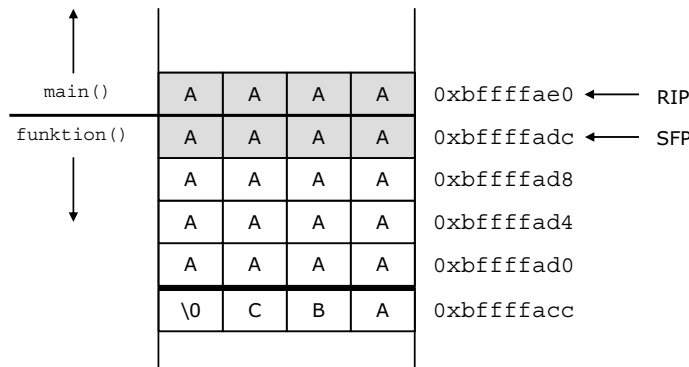 main() A A A A 0xbffffae0 RIP
funktion() A A A A 0xbffffadc SFP
A A A A 0xbffffad8
A A A A 0xbffffad4
A A A A 0xbffffad0
\0 C B A 0xbffffacc